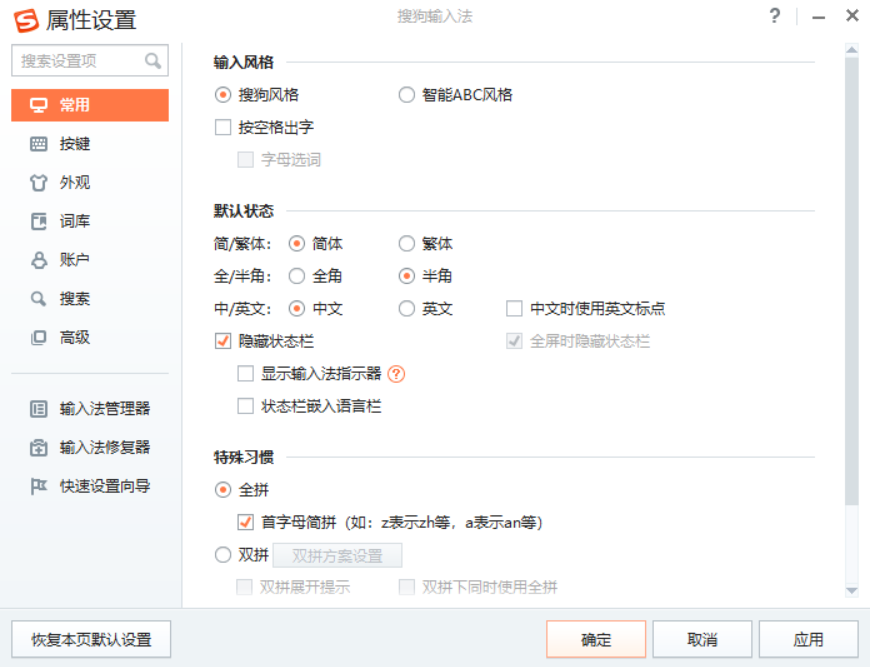 属性设置
搜狗输入法
搜索设置项
常用
按键
外观
词库
账户
搜索
高级
输入法管理器
输入法修复器
快速设置向导
输入风格
搜狗风格 智能ABC风格
按空格出字
字母选词
默认状态
简/繁体: 简体 繁体
全/半角: 全角 半角
中/英文: 中文 英文 中文时使用英文标点
隐藏状态栏 全屏时隐藏状态栏
显示输入法指示器 ?
状态栏嵌入语言栏
特殊习惯
全拼
首字母简拼（如：z表示zh等，a表示an等）
双拼 双拼方案设置
双拼展开提示 双拼下同时使用全拼
恢复本页默认设置 确定 取消 应用